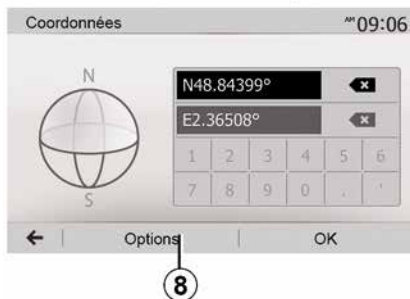 Coordonnées AM 09:06
N
N48.84399°
E2.36508°
1 2 3 4 5 6
7 8 9 0 . '
S
Options OK
8